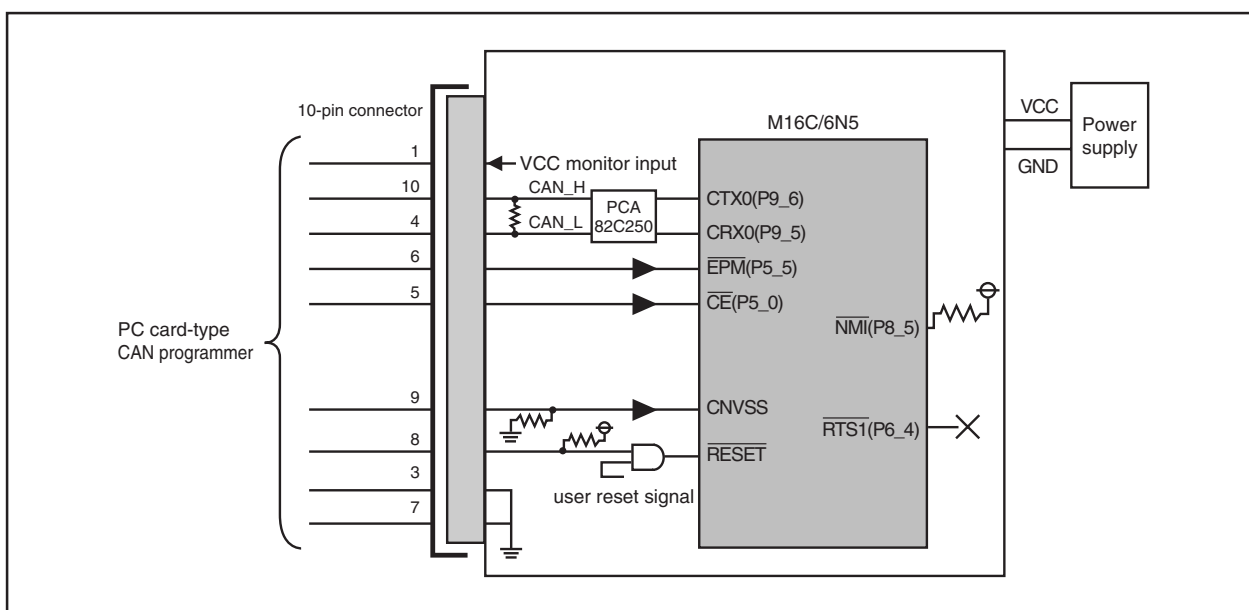 10-pin connector
M16C/6N5
VCC
Power
supply
GND
1
VCC monitor input
10
CAN_H
PCA
82C250
CTX0(P9_6)
4
CAN_L
CRX0(P9_5)
6
EPM(P5_5)
5
CE(P5_0)
NMI(P8_5)
PC card-type
CAN programmer
9
CNVSS
RTS1(P6_4)
8
RESET
3
user reset signal
7